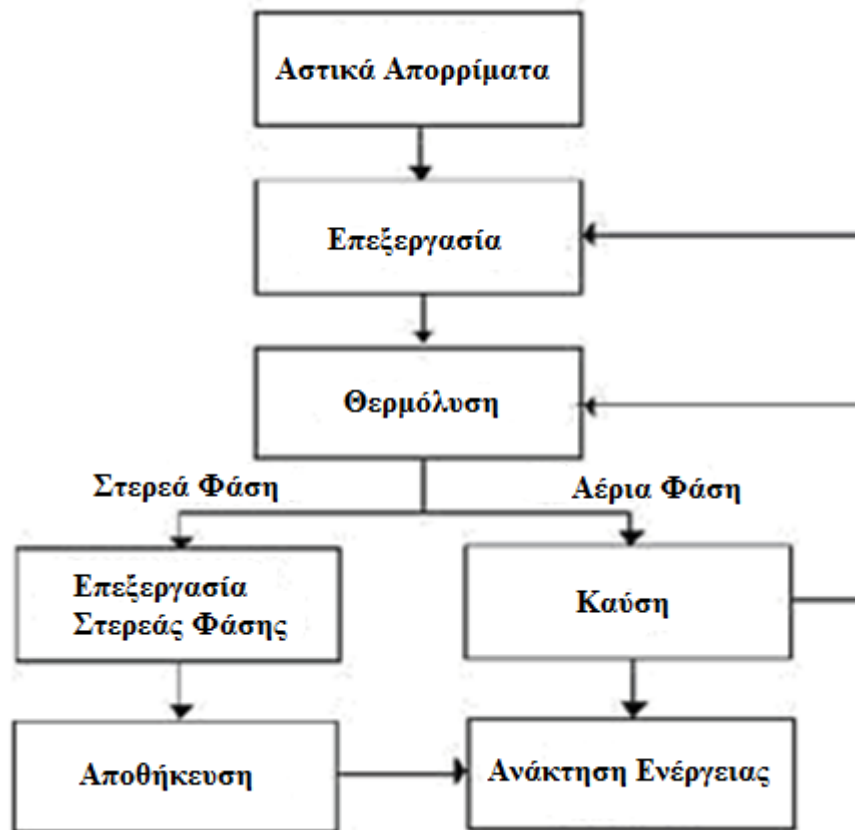 Αστικά Απορρίματα
Επεξεργασία
Θερμόλυση
Στερεά Φάση
Αέρια Φάση
Επεξεργασία
Στερεάς Φάσης
Καύση
Αποθήκευση
Ανάκτηση Ενέργειας